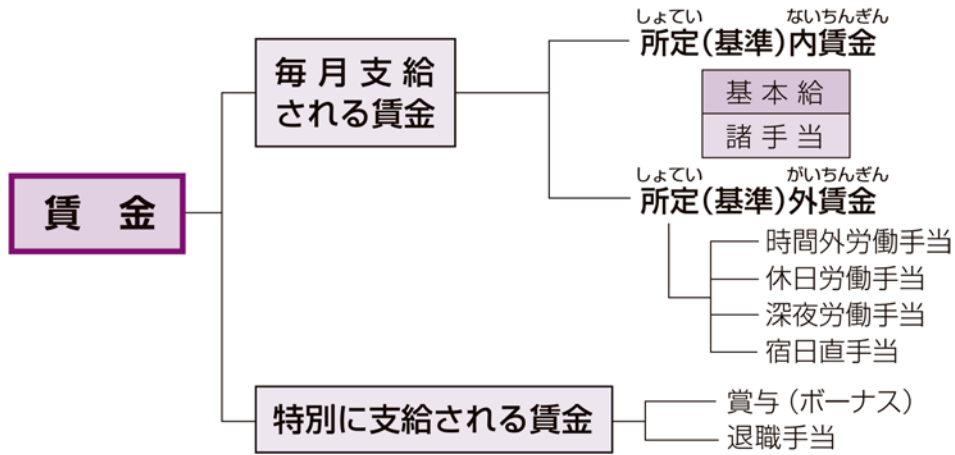 賃　金
毎月支給
される賃金
しょてい　ないちんぎん
所定（基準）内賃金
基本給
諸手当
しょてい　がいちんぎん
所定（基準）外賃金
時間外労働手当
休日労働手当
深夜労働手当
宿日直手当
特別に支給される賃金
賞与（ボーナス）
退職手当